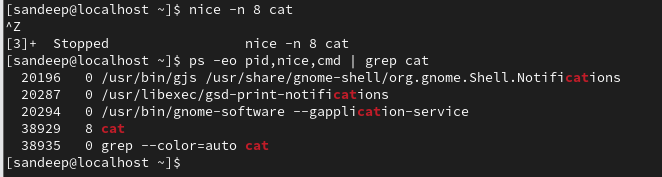 [sandeep@localhost ~]$ nice -n 8 cat
^Z
[3]+  Stopped                 nice -n 8 cat
[sandeep@localhost ~]$ ps -eo pid,nice,cmd | grep cat
  20196   0 /usr/bin/gjs /usr/share/gnome-shell/org.gnome.Shell.Notifications
  20287   0 /usr/libexec/gsd-print-notifications
  20294   0 /usr/bin/gnome-software --gapplication-service
  38929   8 cat
  38935   0 grep --color=auto cat
[sandeep@localhost ~]$